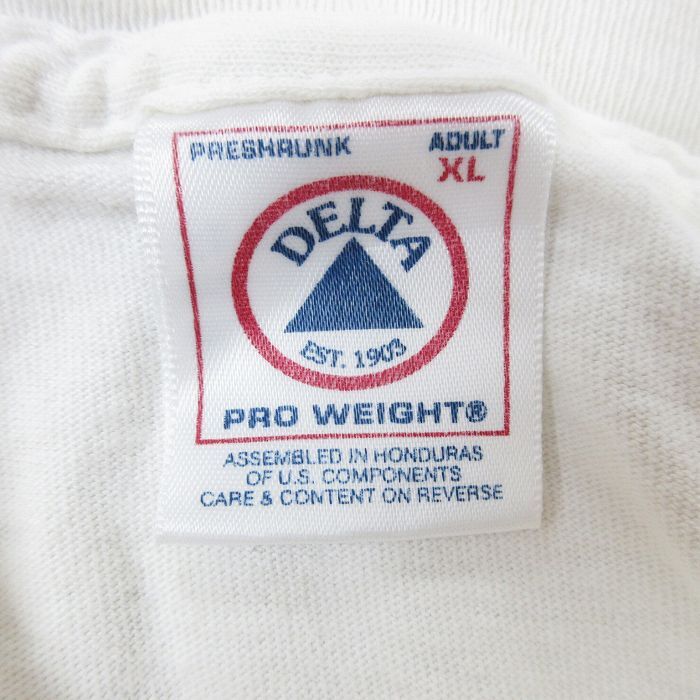 PRESHRUNK ADULT
XL
DELTA
EST. 1903
PRO WEIGHT®
ASSEMBLED IN HONDURAS
OF U.S. COMPONENTS
CARE & CONTENT ON REVERSE